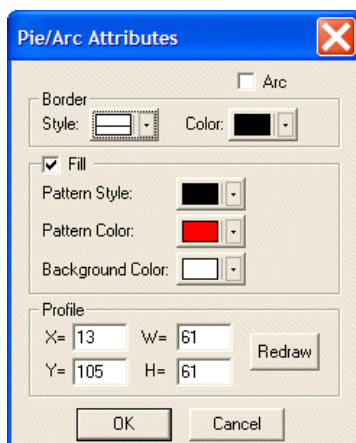 Pie/Arc Attributes
Arc
Border
Style: Color:
Fill
Pattern Style:
Pattern Color:
Background Color:
Profile
X= 13 W= 61
Redraw
Y= 105 H= 61
OK Cancel